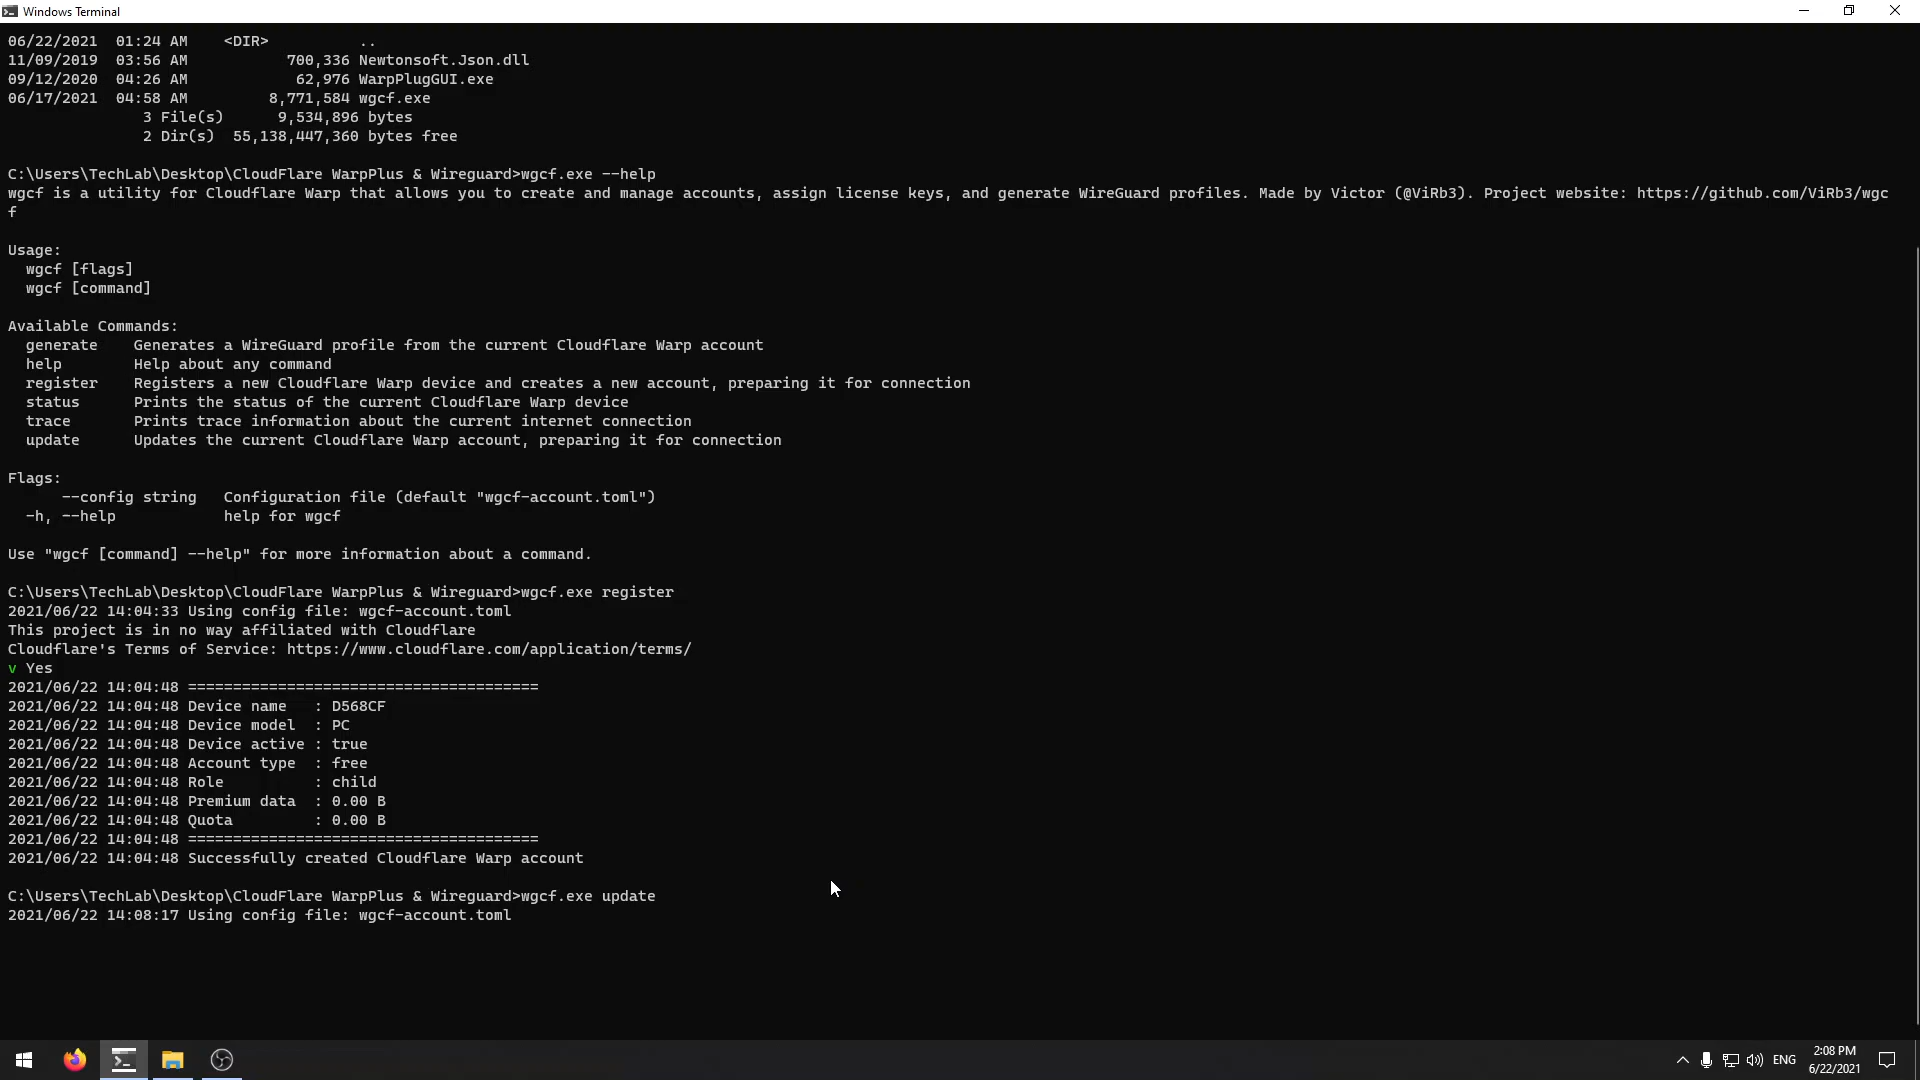 Windows Terminal
06/22/2021  01:24 AM    <DIR>          ..
11/09/2019  03:56 AM           700,336 Newtonsoft.Json.dll
09/12/2020  04:26 AM            62,976 WarpPlugGUI.exe
06/17/2021  04:58 AM         8,771,584 wgcf.exe
               3 File(s)      9,534,896 bytes
               2 Dir(s)  55,138,447,360 bytes free
C:\Users\TechLab\Desktop\CloudFlare WarpPlus & Wireguard>wgcf.exe --help
wgcf is a utility for Cloudflare Warp that allows you to create and manage accounts, assign license keys, and generate WireGuard profiles. Made by Victor (@ViRb3). Project website: https://github.com/ViRb3/wgc
f
Usage:
  wgcf [flags]
  wgcf [command]
Available Commands:
  generate    Generates a WireGuard profile from the current Cloudflare Warp account
  help        Help about any command
  register    Registers a new Cloudflare Warp device and creates a new account, preparing it for connection
  status      Prints the status of the current Cloudflare Warp device
  trace       Prints trace information about the current internet connection
  update      Updates the current Cloudflare Warp account, preparing it for connection
Flags:
      --config string   Configuration file (default "wgcf-account.toml")
  -h, --help            help for wgcf
Use "wgcf [command] --help" for more information about a command.
C:\Users\TechLab\Desktop\CloudFlare WarpPlus & Wireguard>wgcf.exe register
2021/06/22 14:04:33 Using config file: wgcf-account.toml
This project is in no way affiliated with Cloudflare
Cloudflare's Terms of Service: https://www.cloudflare.com/application/terms/
v Yes
2021/06/22 14:04:48 =======================================
2021/06/22 14:04:48 Device name   : D568CF
2021/06/22 14:04:48 Device model  : PC
2021/06/22 14:04:48 Device active : true
2021/06/22 14:04:48 Account type  : free
2021/06/22 14:04:48 Role          : child
2021/06/22 14:04:48 Premium data  : 0.00 B
2021/06/22 14:04:48 Quota         : 0.00 B
2021/06/22 14:04:48 =======================================
2021/06/22 14:04:48 Successfully created Cloudflare Warp account
C:\Users\TechLab\Desktop\CloudFlare WarpPlus & Wireguard>wgcf.exe update
2021/06/22 14:08:17 Using config file: wgcf-account.toml
ENG
2:08 PM
6/22/2021